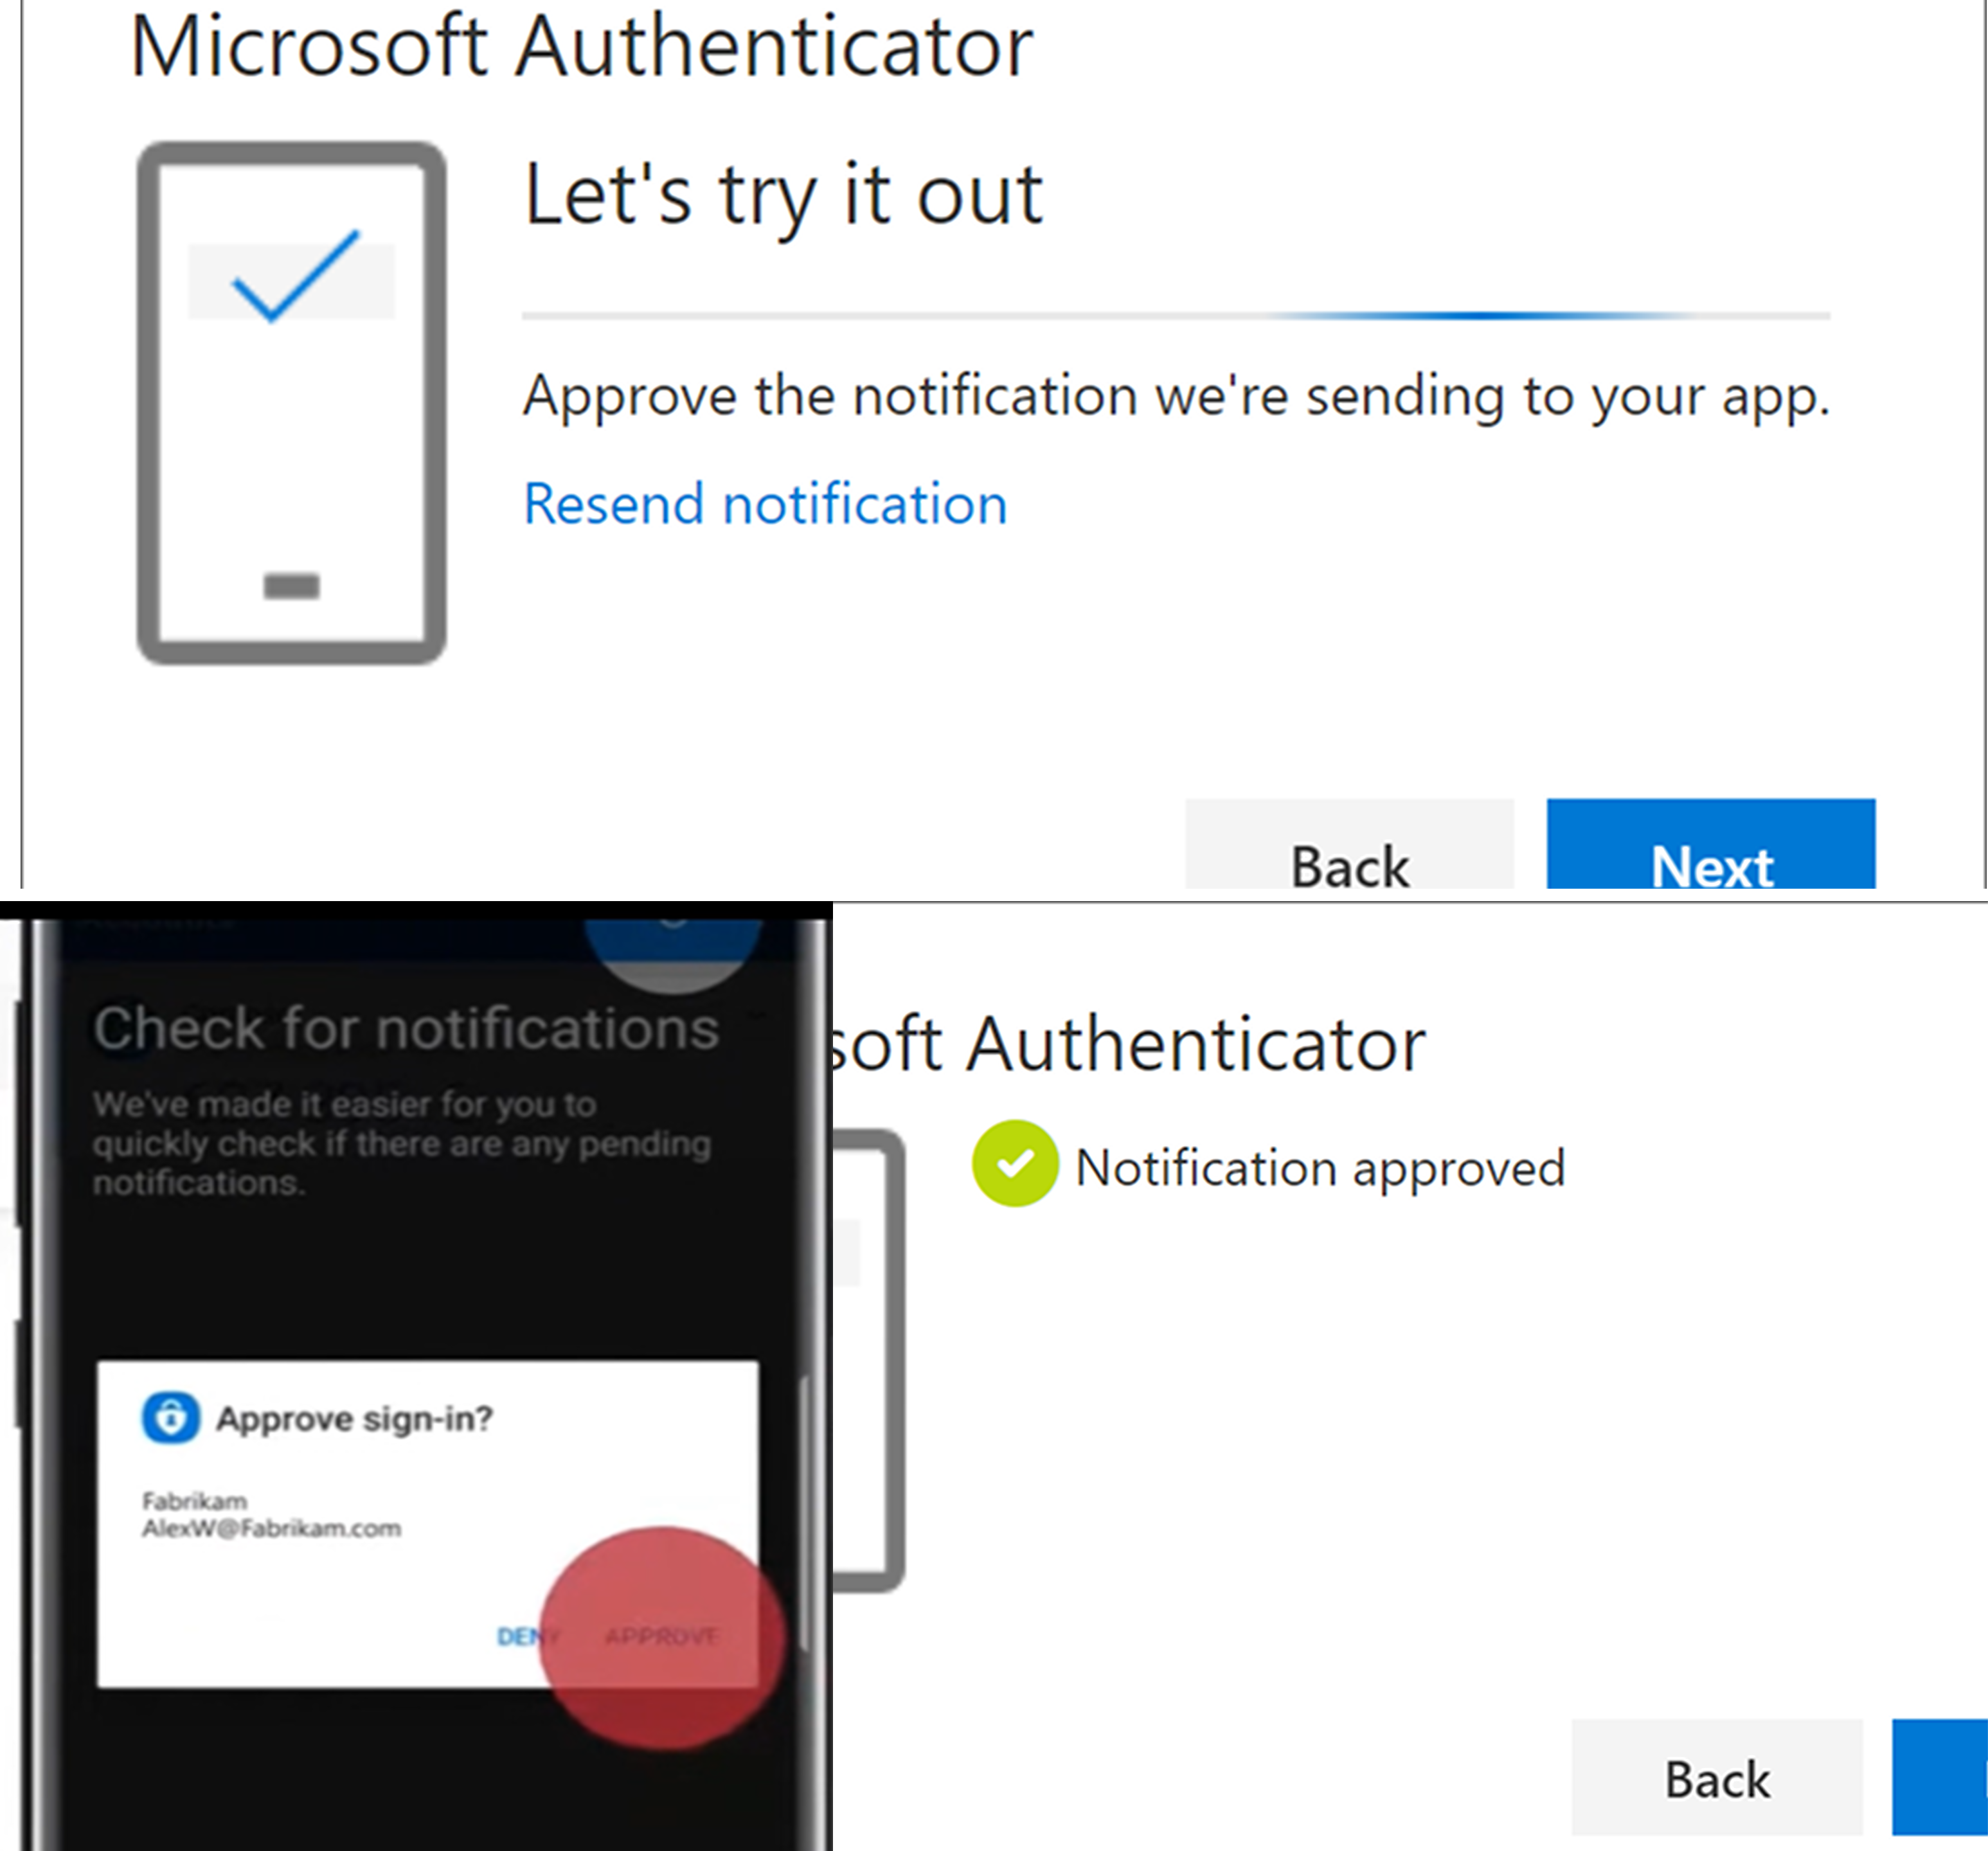 Microsoft Authenticator
Let's try it out
Approve the notification we're sending to your app.
Resend notification
Back
Next
Check for notifications
We've made it easier for you to
quickly check if there are any pending
notifications.
Approve sign-in?
Fabrikam
AlexW@Fabrikam.com
DENY APPROVE
soft Authenticator
Notification approved
Back